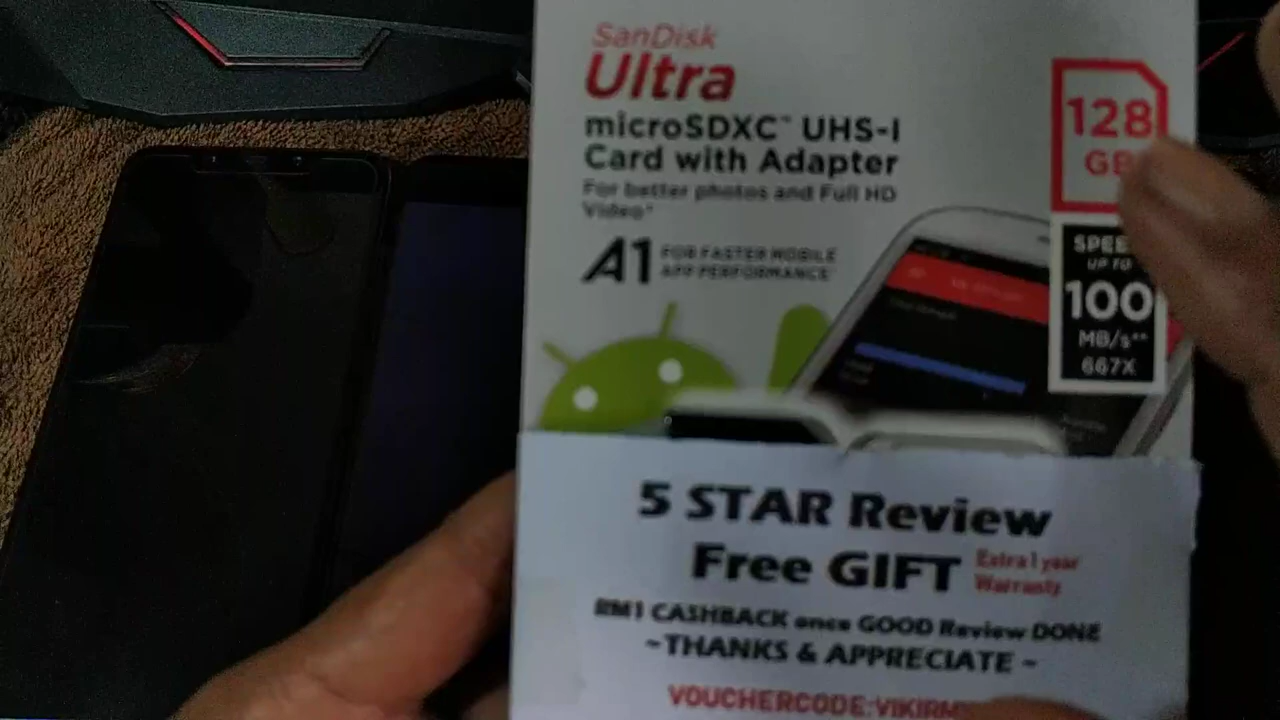 SanDisk
Ultra
microSDXC™ UHS-I
Card with Adapter
For better photos and Full HD
Video*
A1 FOR FASTER MOBILE
APP PERFORMANCE
128
GB
SPEED
UP TO
100
MB/s**
667X
5 STAR Review
Free GIFT
Extra 1 year
Warranty
RM1 CASHBACK once GOOD Review DONE
~THANKS & APPRECIATE ~
VOUCHERCODE:VIKIRM